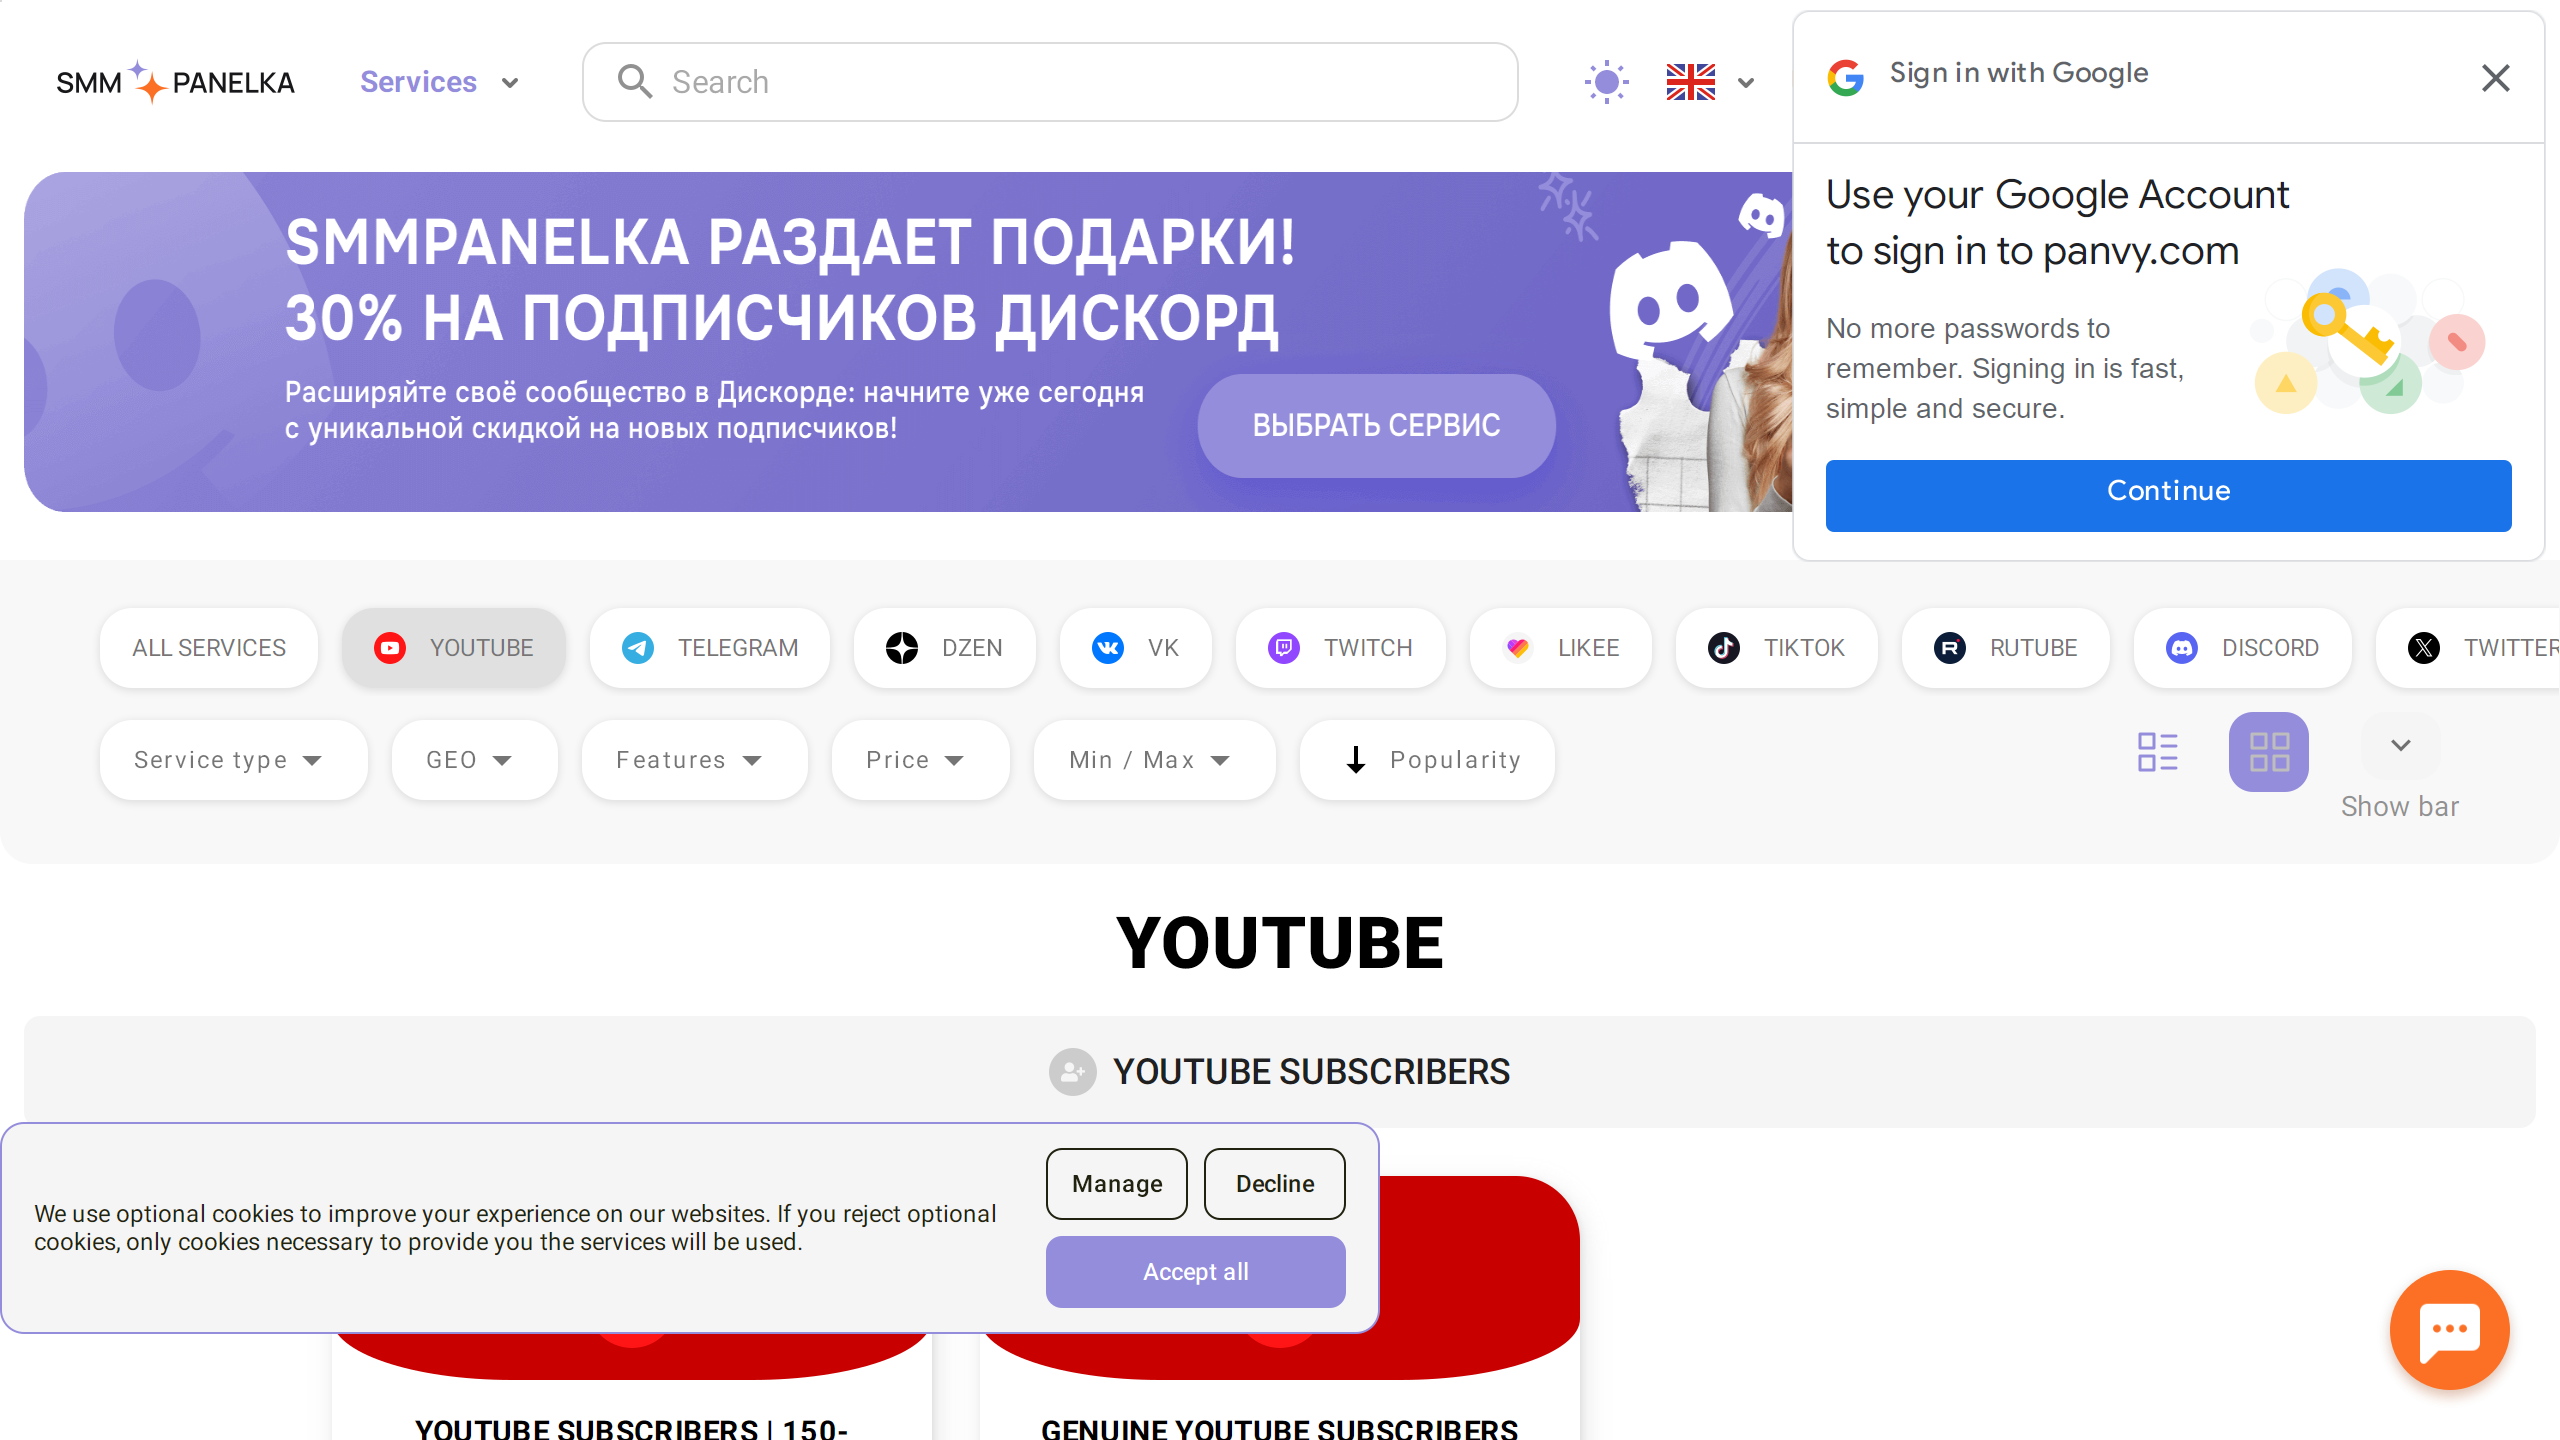 SMM PANELKA
Services
Search
Sign in with Google
Use your Google Account
to sign in to panvy.com
No more passwords to
remember. Signing in is fast,
simple and secure.
Continue
SMMPANELKA РАЗДАЕТ ПОДАРКИ!
30% НА ПОДПИСЧИКОВ ДИСКОРД
Расширяйте своё сообщество в Дискорде: начните уже сегодня
с уникальной скидкой на новых подписчиков!
ВЫБРАТЬ СЕРВИС
ALL SERVICES
YOUTUBE
TELEGRAM
DZEN
VK
TWITCH
LIKEE
TIKTOK
RUTUBE
DISCORD
TWITTER
Service type
GEO
Features
Price
Min / Max
Popularity
Show bar
YOUTUBE
YOUTUBE SUBSCRIBERS
We use optional cookies to improve your experience on our websites. If you reject optional
cookies, only cookies necessary to provide you the services will be used.
Manage
Decline
Accept all
YOUTUBE SUBSCRIBERS | 150-
GENUINE YOUTUBE SUBSCRIBERS